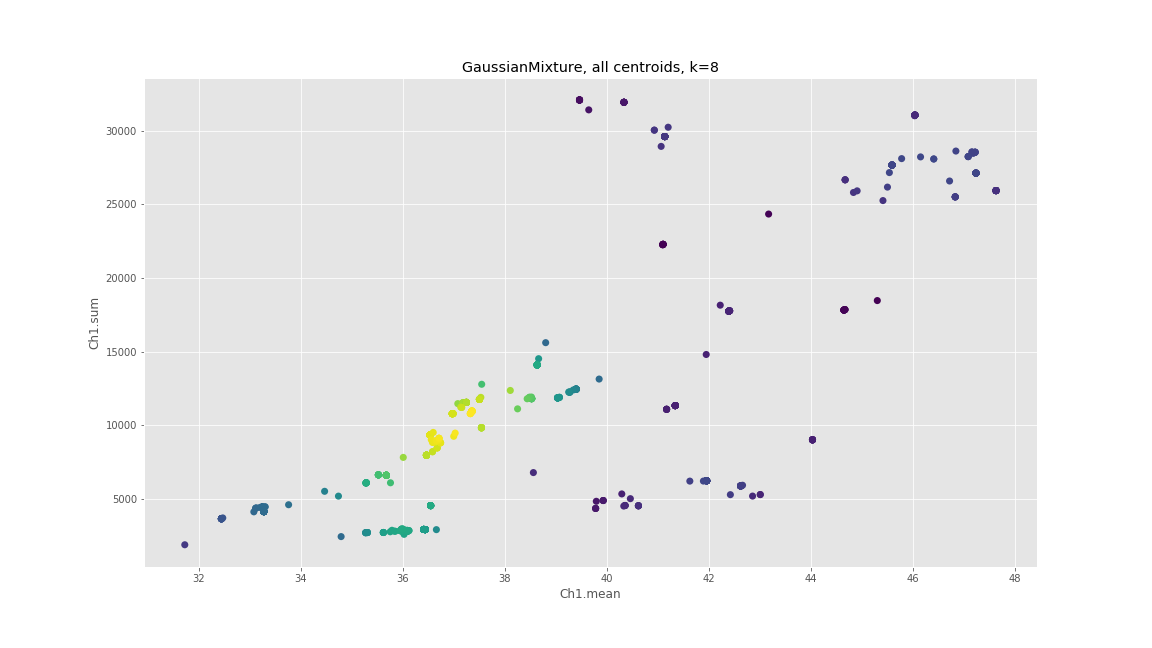 GaussianMixture, all centroids, k=8
30000
25000
20000
15000
10000
5000
Ch1.sum
32 34 36 38 40 42 44 46 48
Ch1.mean